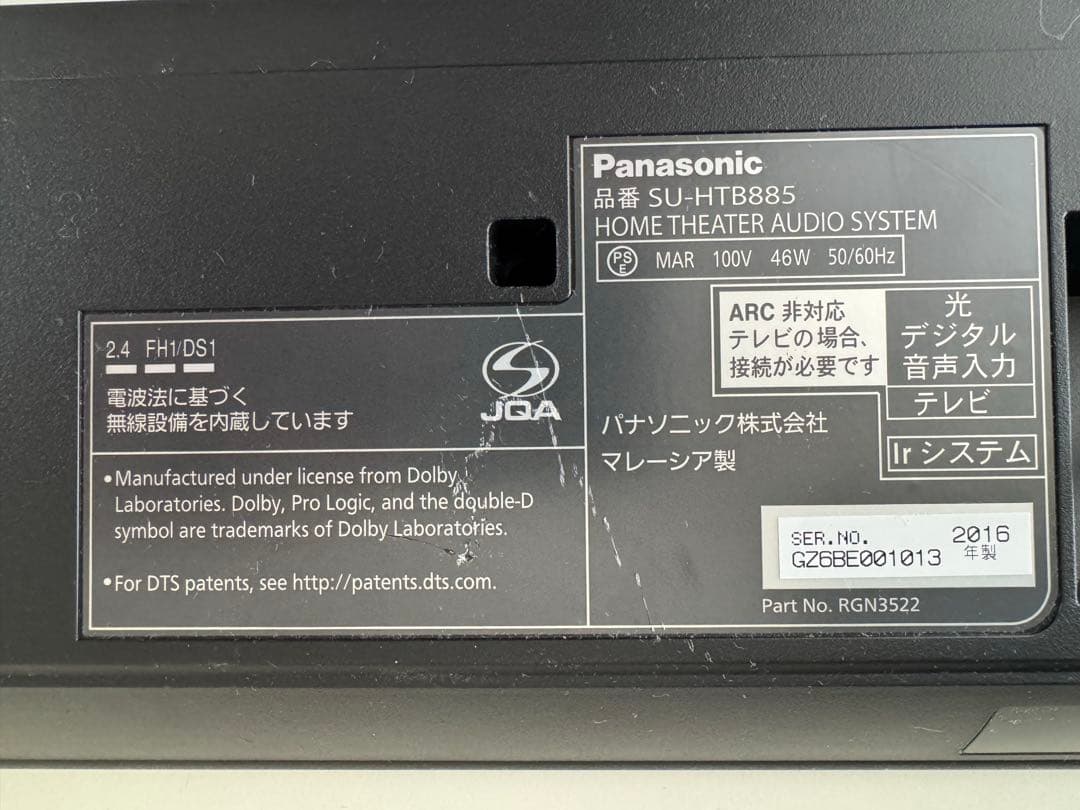 Panasonic
品番 SU-HTB885
HOME THEATER AUDIO SYSTEM
PS
E
MAR 100V 46W 50/60Hz
ARC 非対応
テレビの場合、
接続が必要です
光
デジタル
音声入力
テレビ
Ir システム
パナソニック株式会社
マレーシア製
SER.NO.
GZ6BE001013
2016
年製
Part No. RGN3522
2.4 FH1/DS1
電波法に基づく
無線設備を内蔵しています
JQA
•Manufactured under license from Dolby
Laboratories. Dolby, Pro Logic, and the double-D
symbol are trademarks of Dolby Laboratories.
•For DTS patents, see http://patents.dts.com.